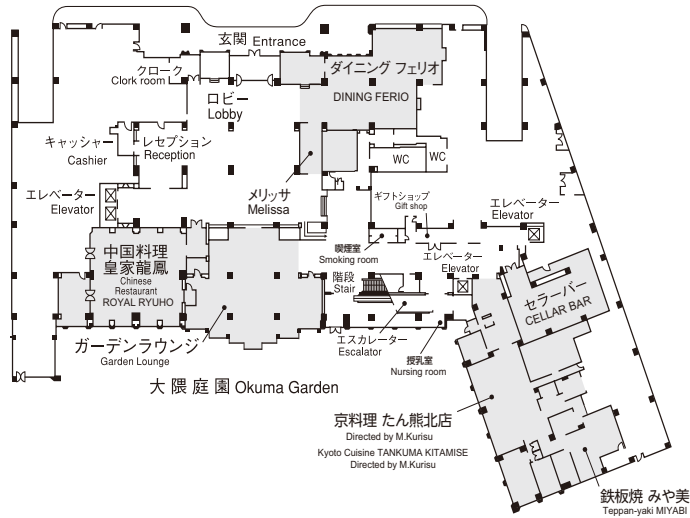 玄関 Entrance
クローク
Clork room
ロビー
Lobby
ダイニング フェリオ
DINING FERIO
キャッシャー
Cashier
レセプション
Reception
WC
WC
エレベーター
Elevator
メリッサ
Melissa
ギフトショップ
Gift shop
エレベーター
Elevator
中国料理
皇家龍鳳
Chinese
Restaurant
ROYAL RYUHO
喫煙室
Smoking room
エレベーター
Elevator
階段
Stair
セラーバー
CELLAR BAR
ガーデンラウンジ
Garden Lounge
エスカレーター
Escalator
授乳室
Nursing room
大隈庭園 Okuma Garden
京料理 たん熊北店
Directed by M.Kurisu
Kyoto Cuisine TANKUMA KITAMISE
Directed by M.Kurisu
鉄板焼 みや美
Teppan-yaki MIYABI